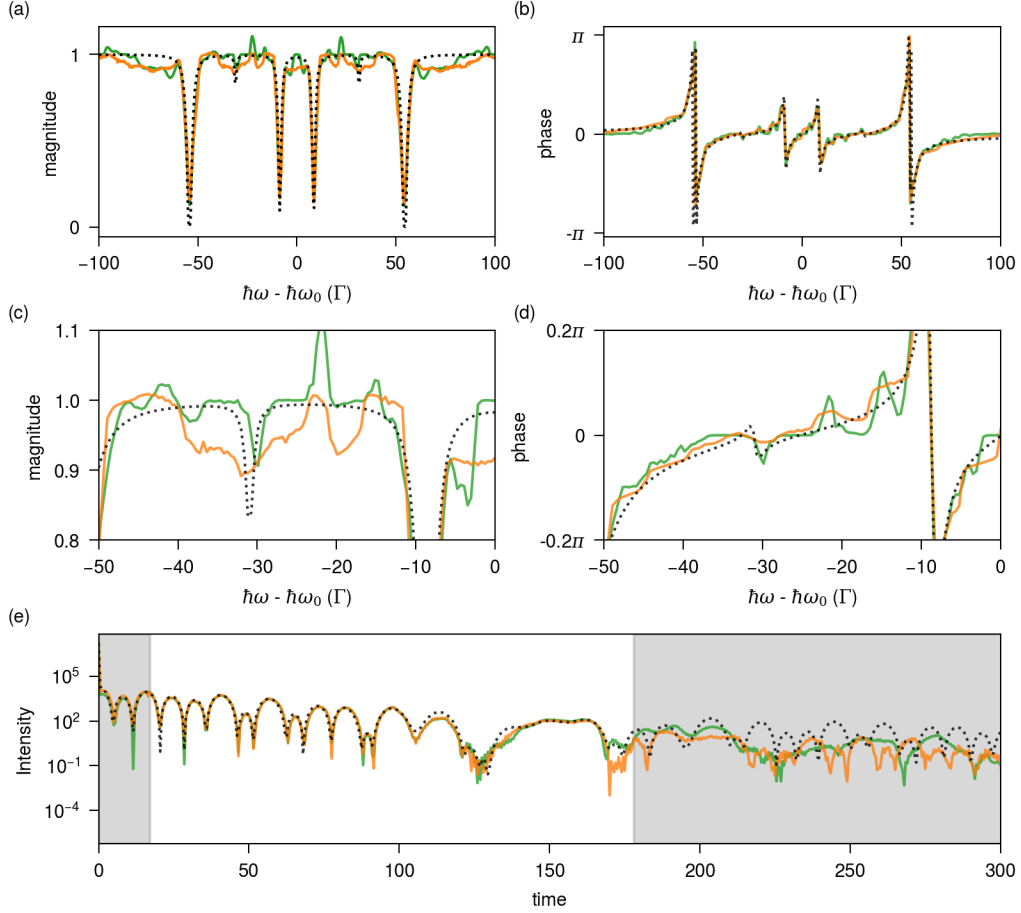 (a)
(b)
magnitude
1
0
−100
−50
0
50
100
ħω - ħω₀ (Γ)
phase
π
0
-π
−100
−50
0
50
100
ħω - ħω₀ (Γ)
(c)
(d)
magnitude
1.1
1.0
0.9
0.8
−50
−40
−30
−20
−10
0
ħω - ħω₀ (Γ)
phase
0.2π
0
-0.2π
−50
−40
−30
−20
−10
0
ħω - ħω₀ (Γ)
(e)
Intensity
10⁵
10²
10⁻¹
10⁻⁴
0
50
100
150
200
250
300
time